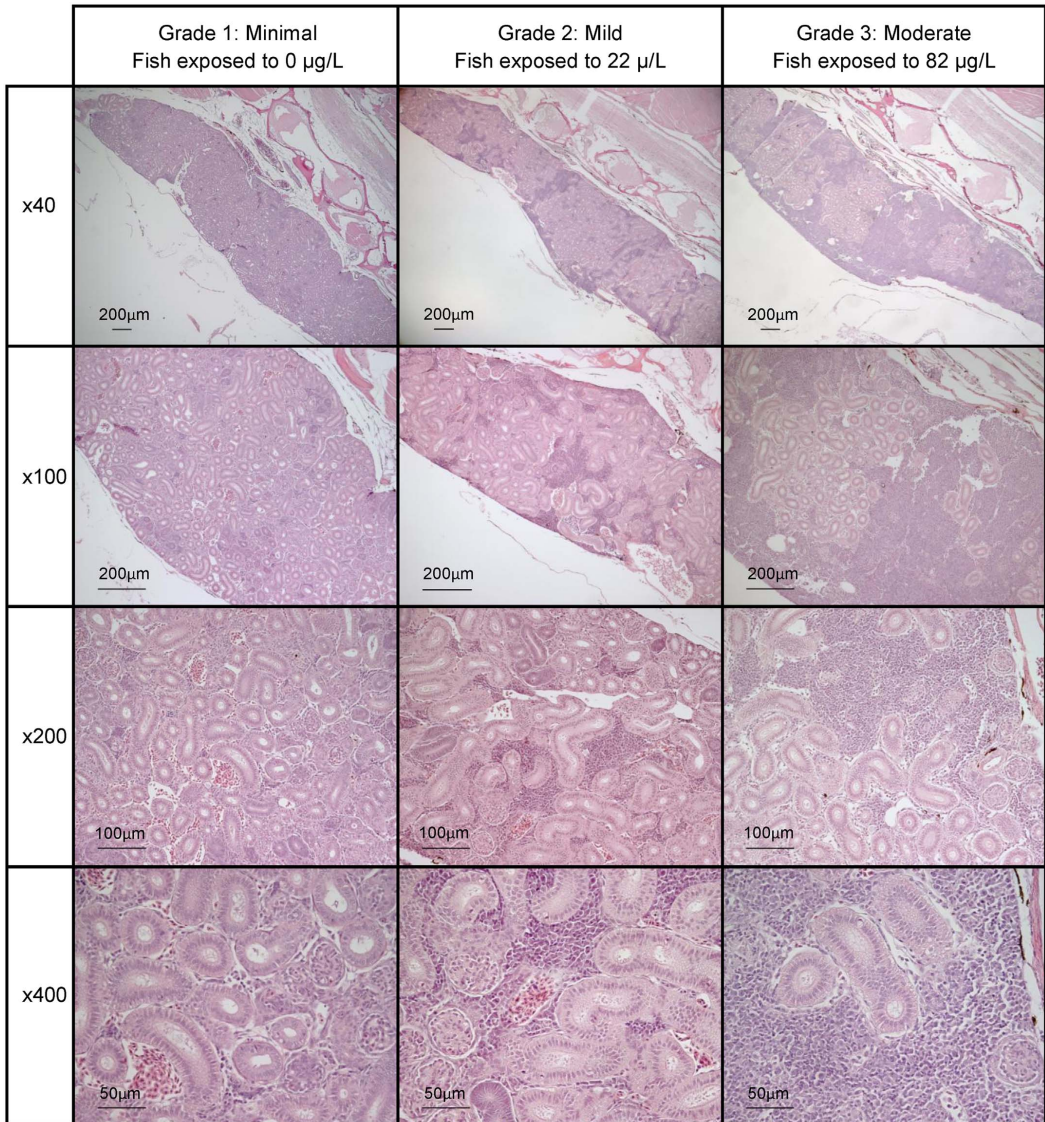 Grade 1: Minimal
Fish exposed to 0 µg/L
Grade 2: Mild
Fish exposed to 22 µ/L
Grade 3: Moderate
Fish exposed to 82 µg/L
x40
200µm
200µm
200µm
x100
200µm
200µm
200µm
x200
100µm
100µm
100µm
x400
50µm
50µm
50µm